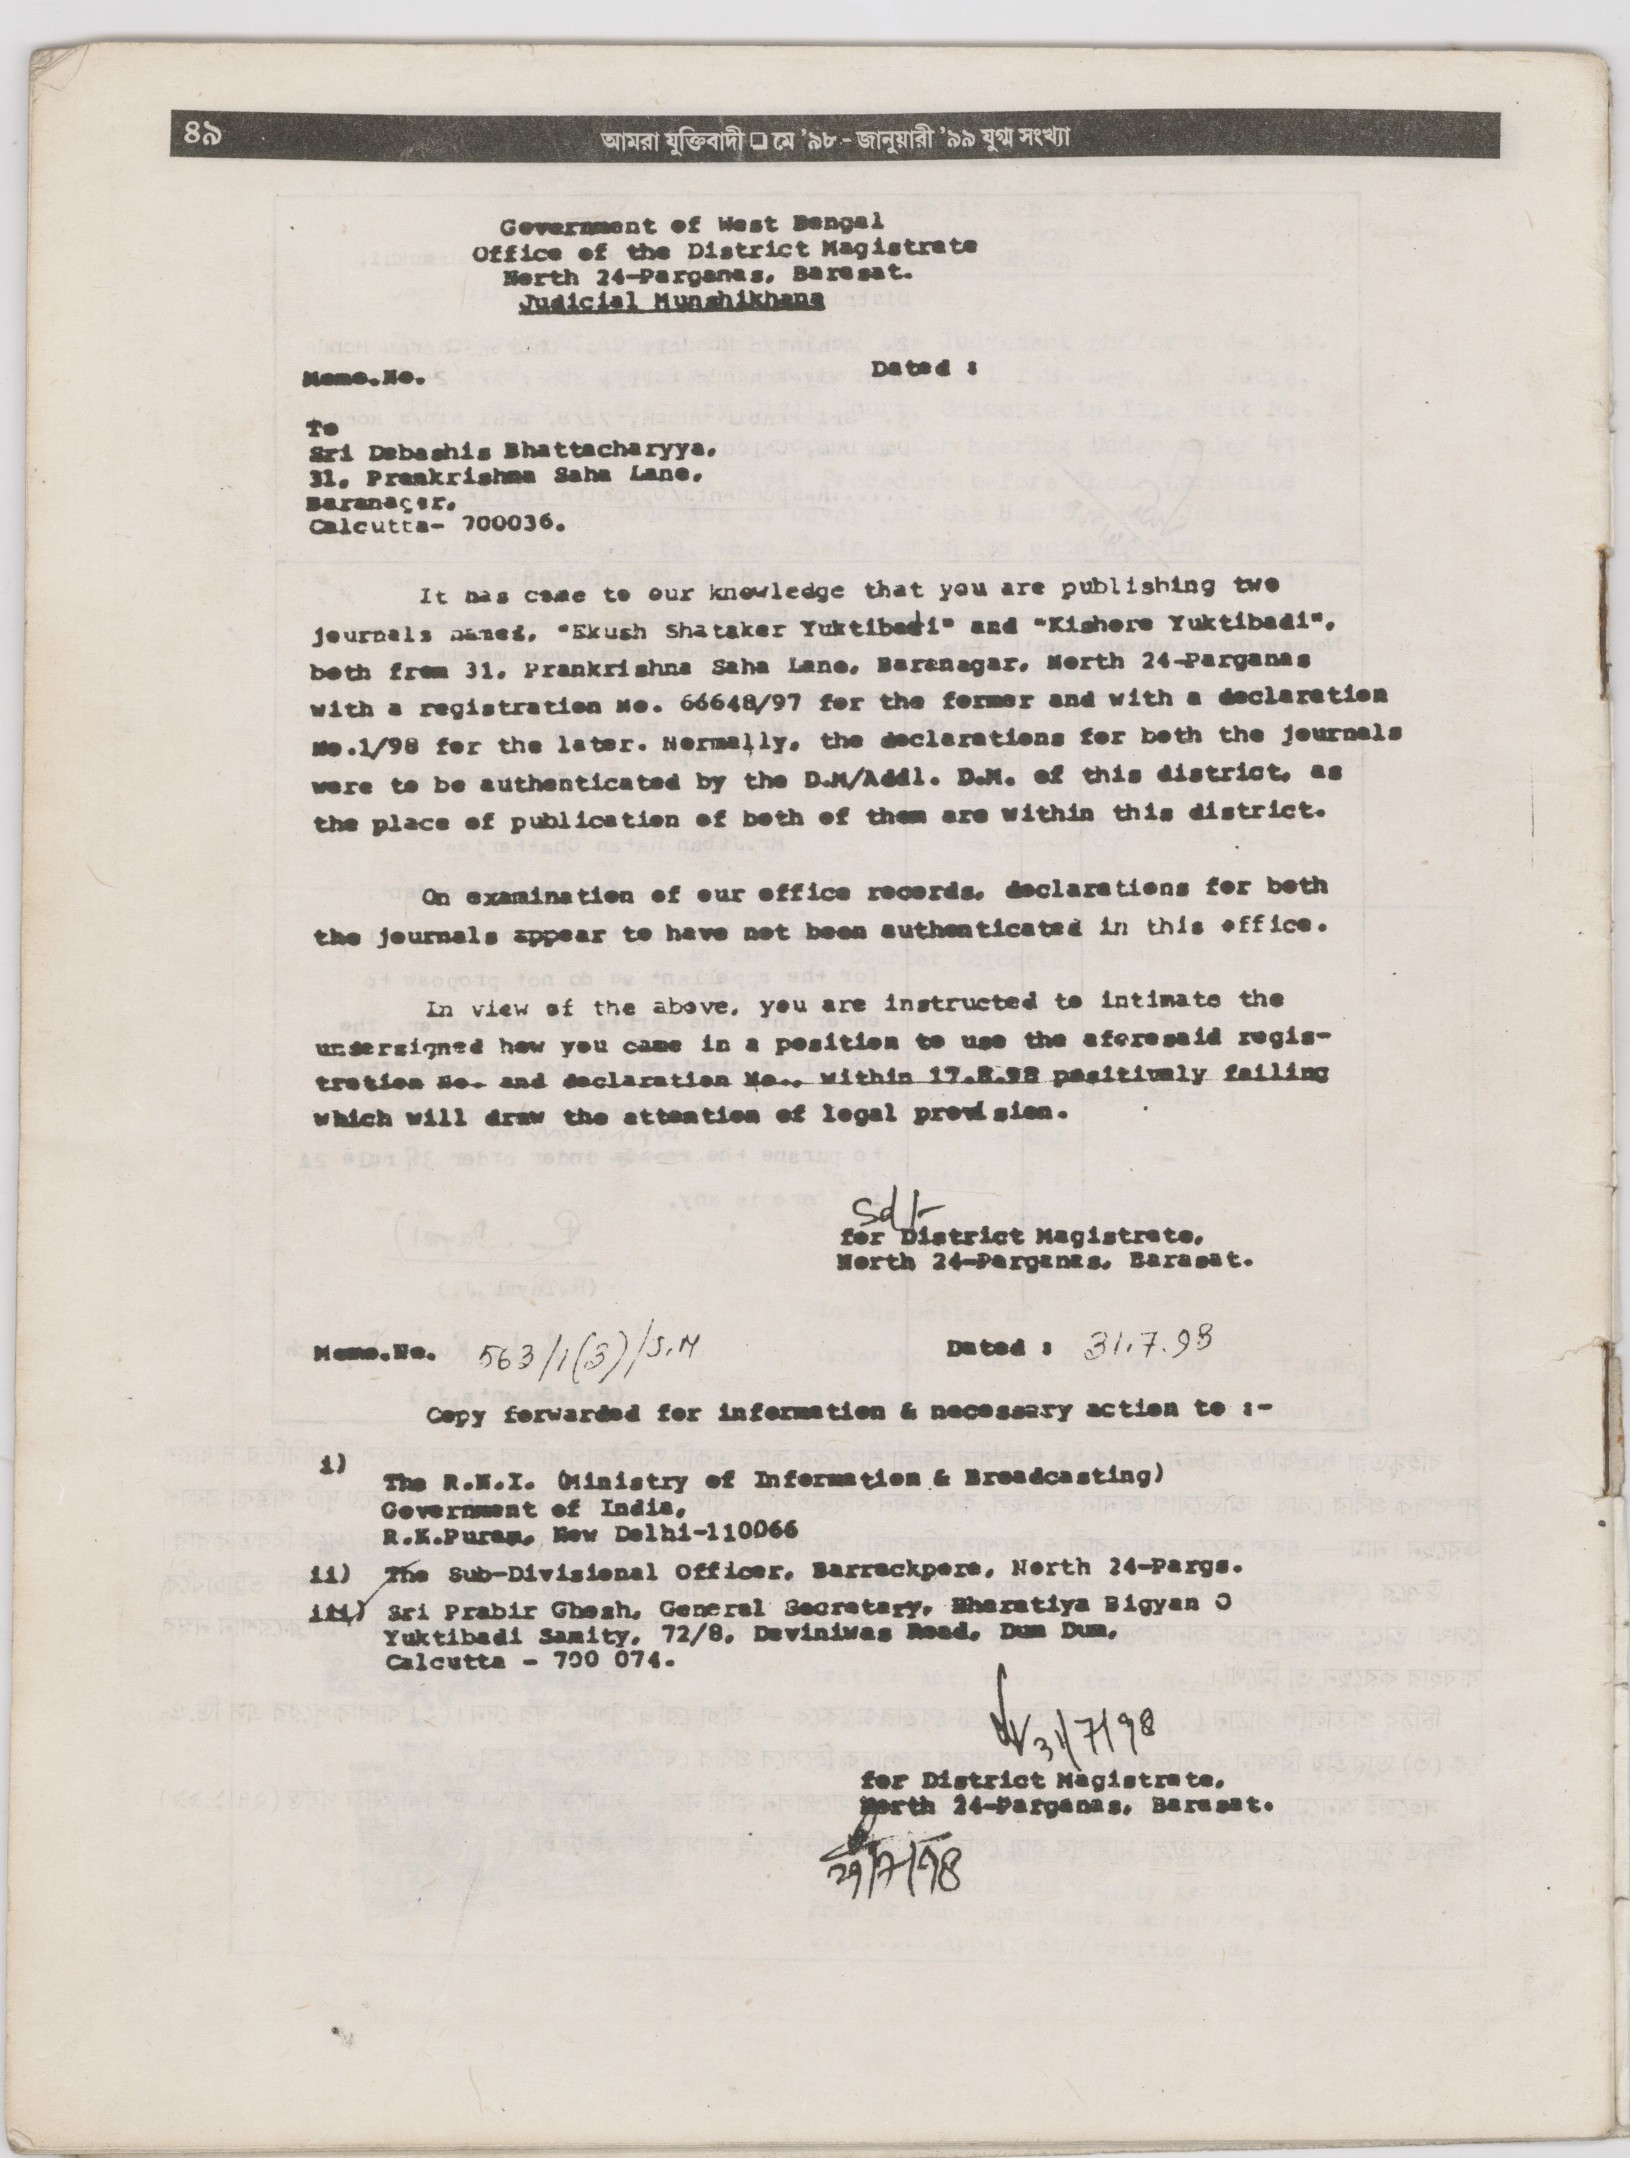 ৪৯
আমরা যুক্তিবাদী ❑ মে '৯৮ - জানুয়ারী '৯৯ যুগ্ম সংখ্যা
Government of West Bengal
Office of the District Magistrate
North 24-Parganas, Barasat.
Judicial Munshikhana
Memo.No. Dated :
To
Sri Debashis Bhattacharyya,
31, Prankrishna Saha Lane,
Baranagar,
Calcutta- 700036.
It has come to our knowledge that you are publishing two
journals named, "Ekush Shataker Yuktibadi" and "Kishore Yuktibadi",
both from 31, Prankrishna Saha Lane, Baranagar, North 24-Parganas
with a registration No. 66648/97 for the former and with a declaration
No.1/98 for the later. Normally, the declarations for both the journals
were to be authenticated by the D.M/Addl. D.M. of this district, as
the place of publication of both of them are within this district.
On examination of our office records, declarations for both
the journals appear to have not been authenticated in this office.
In view of the above, you are instructed to intimate the
undersigned how you came in a position to use the aforesaid regis-
tration No. and declaration No., within 17.8.98 positively failing
which will draw the attention of legal provision.
Sd/-
for District Magistrate,
North 24-Parganas, Barasat.
Memo.No. 563/1(3)/J.M Dated : 31.7.98
Copy forwarded for information & necessary action to :-
i)
The R.N.I. (Ministry of Information & Broadcasting)
Government of India,
R.K.Puram, New Delhi-110066
ii) The Sub-Divisional Officer, Barrackpore, North 24-Pargs.
iii) Sri Prabir Ghosh, General Secretary, Bharatiya Bigyan O
Yuktibadi Samity, 72/8, Deviniwas Road, Dum Dum,
Calcutta - 700 074.
31/7/98
for District Magistrate,
North 24-Parganas, Barasat.
29/7/98